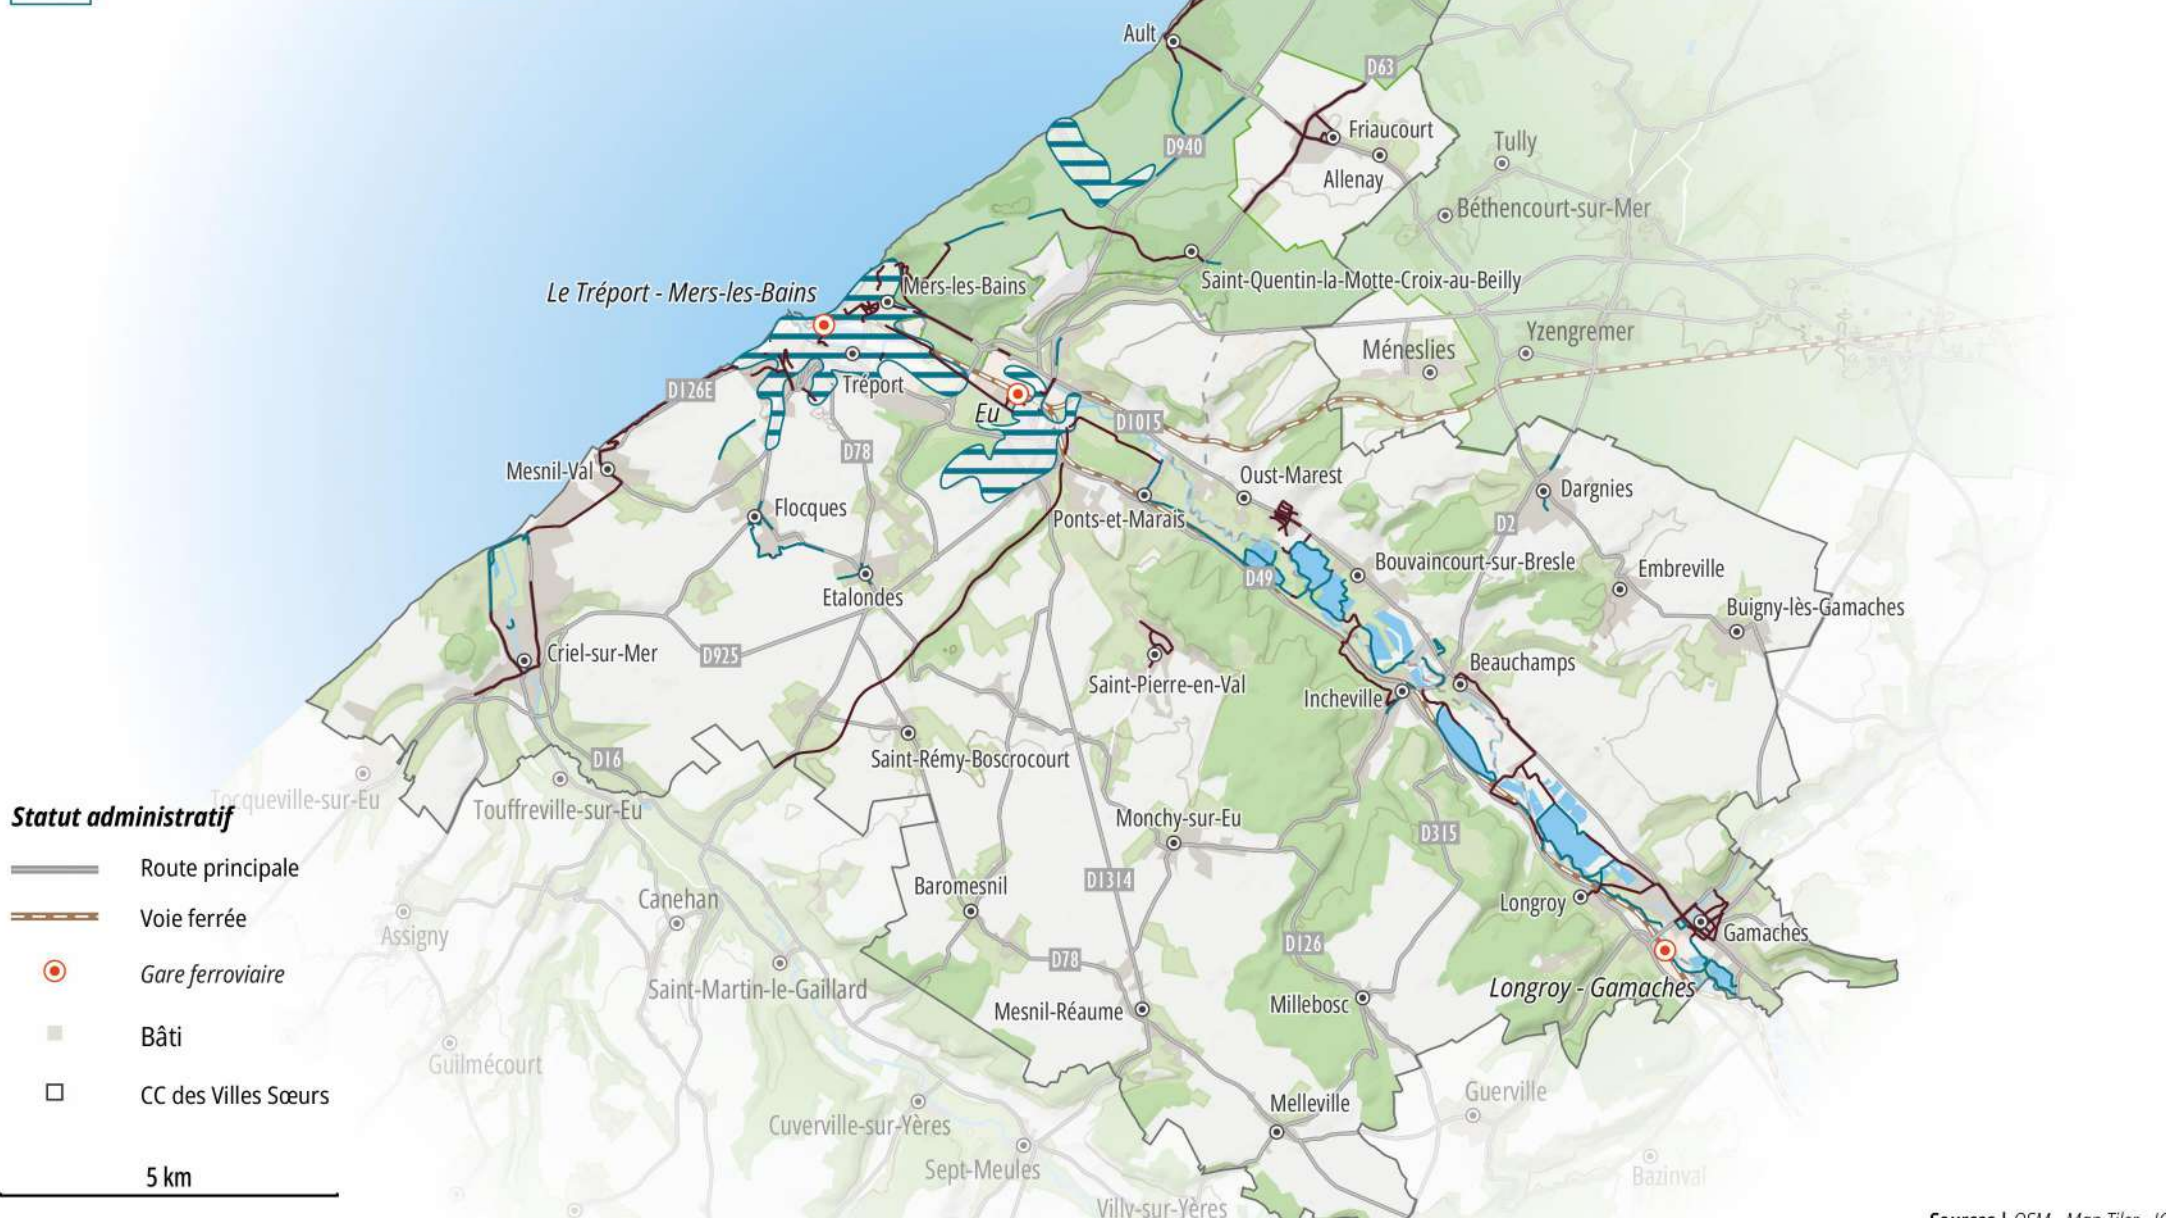 Ault
D63
Friaucourt
Tully
D940
Allenay
Béthencourt-sur-Mer
Saint-Quentin-la-Motte-Croix-au-Beilly
Le Tréport - Mers-les-Bains
Mers-les-Bains
Yzengremer
Méneslies
Tréport
D126E
Eu
D1015
D78
Mesnil-Val
Oust-Marest
Dargnies
Flocques
Ponts-et-Marais
D2
Bouvaincourt-sur-Bresle
Embreville
D49
Etalondes
Buigny-lès-Gamaches
Criel-sur-Mer
D925
Beauchamps
Saint-Pierre-en-Val
Incheville
D16
Saint-Rémy-Boscrocourt
Tocqueville-sur-Eu
Touffreville-sur-Eu
Monchy-sur-Eu
D315
Baromesnil
D1314
Canehan
Longroy
Assigny
Gamaches
D126
D78
Saint-Martin-le-Gaillard
Longroy - Gamaches
Mesnil-Réaume
Millebosc
Guilmécourt
Guerville
Melleville
Cuverville-sur-Yères
Sept-Meules
Bazinval
Villy-sur-Yères
Statut administratif
Route principale
Voie ferrée
Gare ferroviaire
Bâti
CC des Villes Sœurs
5 km